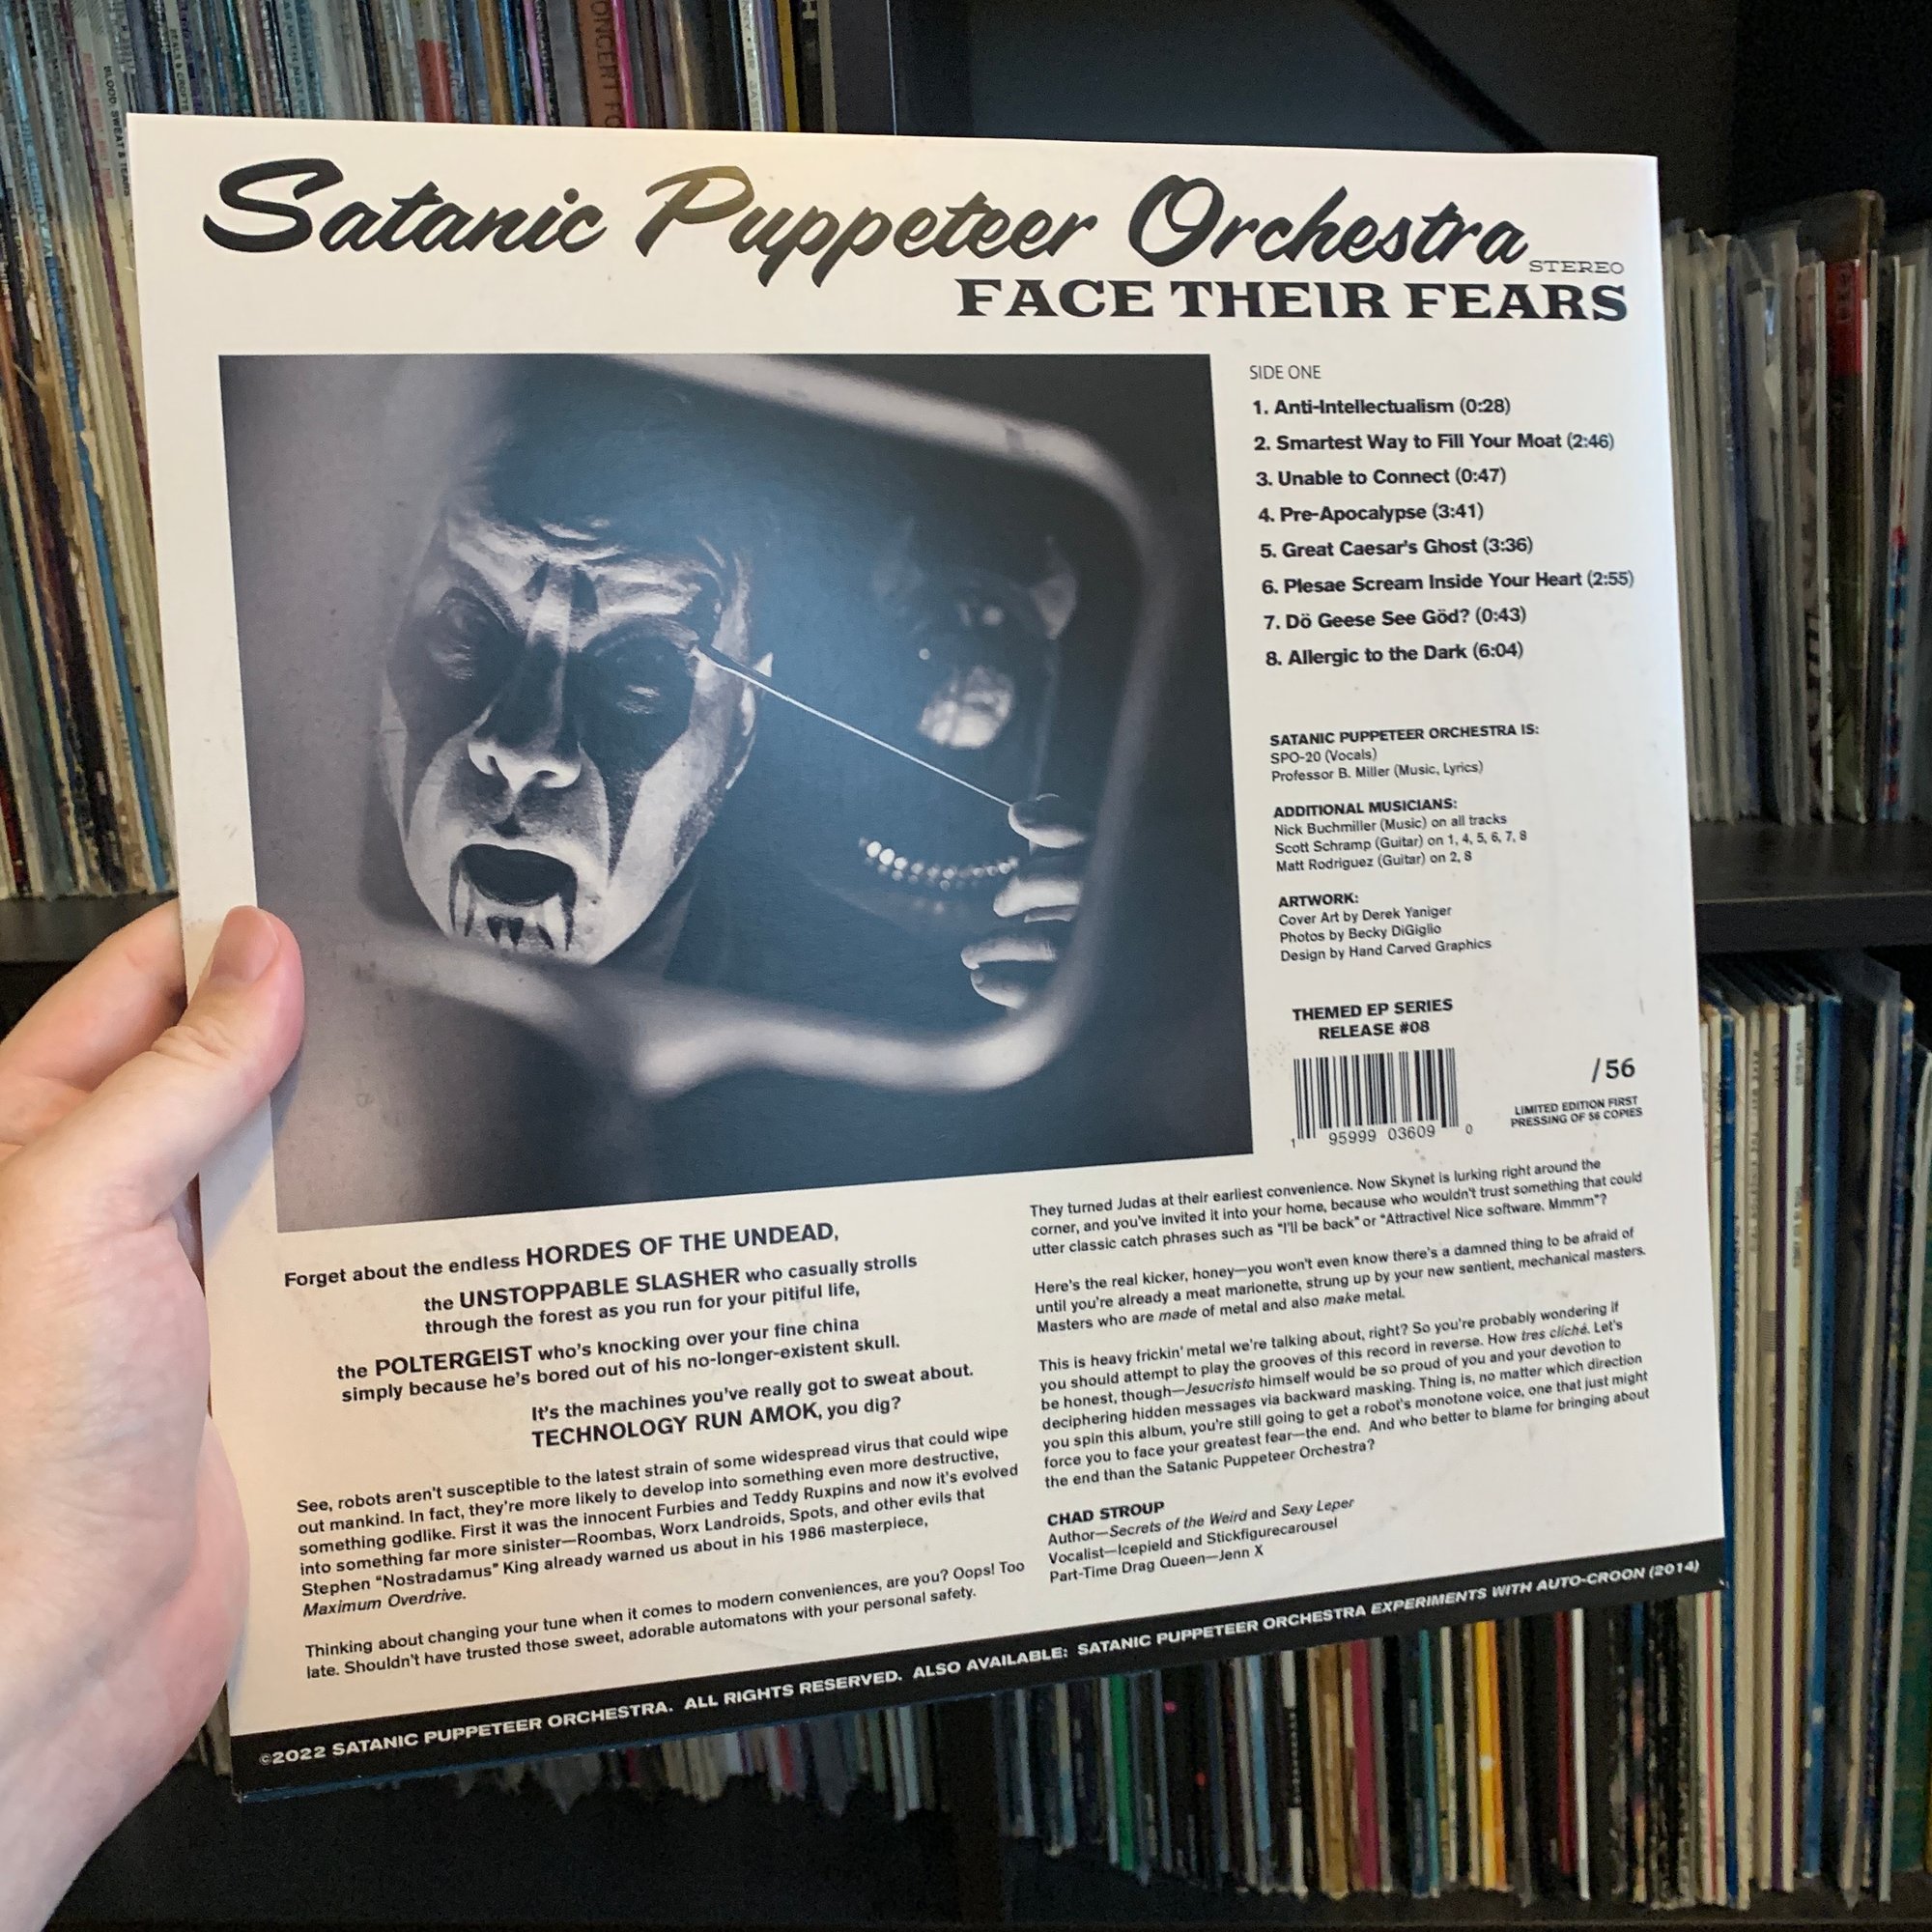 BLOOD, SWEAT & TEARS
CONCERT FO
Satanic Puppeteer Orchestra
STEREO
FACE THEIR FEARS
SIDE ONE
1. Anti-Intellectualism (0:28)
2. Smartest Way to Fill Your Moat (2:46)
3. Unable to Connect (0:47)
4. Pre-Apocalypse (3:41)
5. Great Caesar's Ghost (3:36)
6. Plesae Scream Inside Your Heart (2:55)
7. Dö Geese See Göd? (0:43)
8. Allergic to the Dark (6:04)
SATANIC PUPPETEER ORCHESTRA IS:
SPO-20 (Vocals)
Professor B. Miller (Music, Lyrics)
ADDITIONAL MUSICIANS:
Nick Buchmiller (Music) on all tracks
Scott Schramp (Guitar) on 1, 4, 5, 6, 7, 8
Matt Rodriguez (Guitar) on 2, 8
ARTWORK:
Cover Art by Derek Yaniger
Photos by Becky DiGiglio
Design by Hand Carved Graphics
THEMED EP SERIES
RELEASE #08
1 95999 03609 0
/56
LIMITED EDITION FIRST
PRESSING OF 56 COPIES
Forget about the endless HORDES OF THE UNDEAD,
the UNSTOPPABLE SLASHER who casually strolls
through the forest as you run for your pitiful life,
the POLTERGEIST who's knocking over your fine china
simply because he's bored out of his no-longer-existent skull.
It's the machines you've really got to sweat about.
TECHNOLOGY RUN AMOK, you dig?
See, robots aren't susceptible to the latest strain of some widespread virus that could wipe
out mankind. In fact, they're more likely to develop into something even more destructive,
something godlike. First it was the innocent Furbies and Teddy Ruxpins and now it's evolved
into something far more sinister—Roombas, Worx Landroids, Spots, and other evils that
Stephen "Nostradamus" King already warned us about in his 1986 masterpiece,
Maximum Overdrive.
Thinking about changing your tune when it comes to modern conveniences, are you? Oops! Too
late. Shouldn't have trusted those sweet, adorable automatons with your personal safety.
They turned Judas at their earliest convenience. Now Skynet is lurking right around the
corner, and you've invited it into your home, because who wouldn't trust something that could
utter classic catch phrases such as "I'll be back" or "Attractive! Nice software. Mmmm"?
Here's the real kicker, honey—you won't even know there's a damned thing to be afraid of
until you're already a meat marionette, strung up by your new sentient, mechanical masters.
Masters who are made of metal and also make metal.
This is heavy frickin' metal we're talking about, right? So you're probably wondering if
you should attempt to play the grooves of this record in reverse. How tres cliché. Let's
be honest, though—Jesucristo himself would be so proud of you and your devotion to
deciphering hidden messages via backward masking. Thing is, no matter which direction
you spin this album, you're still going to get a robot's monotone voice, one that just might
force you to face your greatest fear—the end. And who better to blame for bringing about
the end than the Satanic Puppeteer Orchestra?
CHAD STROUP
Author—Secrets of the Weird and Sexy Leper
Vocalist—Icepield and Stickfigurecarousel
Part-Time Drag Queen—Jenn X
©2022 SATANIC PUPPETEER ORCHESTRA. ALL RIGHTS RESERVED. ALSO AVAILABLE: SATANIC PUPPETEER ORCHESTRA EXPERIMENTS WITH AUTO-CROON (2014)